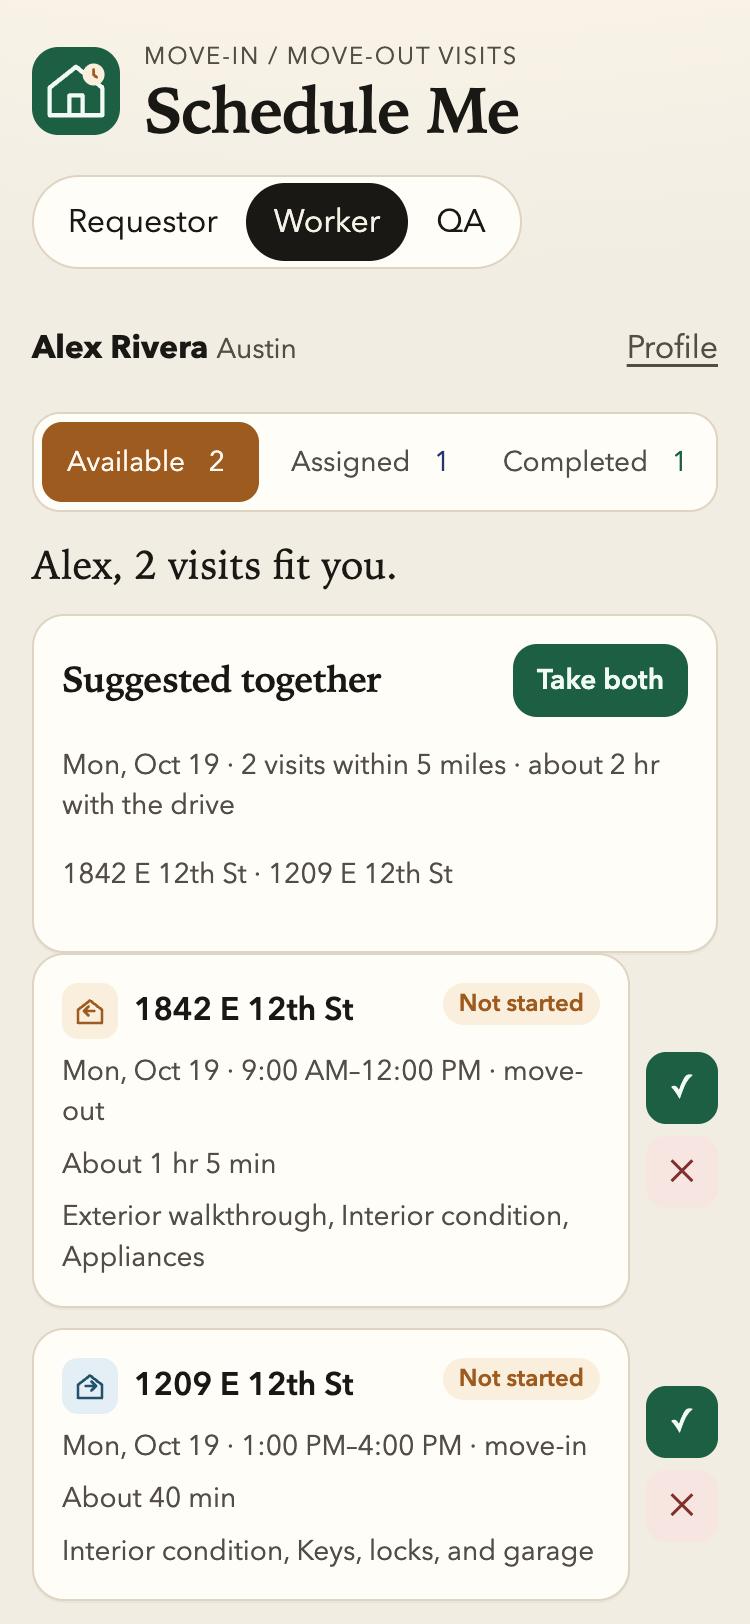 MOVE-IN / MOVE-OUT VISITS
Schedule Me
Requestor Worker QA
Alex Rivera Austin Profile
Available 2 Assigned 1 Completed 1
Alex, 2 visits fit you.
Suggested together Take both
Mon, Oct 19 · 2 visits within 5 miles · about 2 hr
with the drive
1842 E 12th St · 1209 E 12th St
1842 E 12th St Not started
Mon, Oct 19 · 9:00 AM–12:00 PM · move-
out
About 1 hr 5 min
Exterior walkthrough, Interior condition,
Appliances
1209 E 12th St Not started
Mon, Oct 19 · 1:00 PM–4:00 PM · move-in
About 40 min
Interior condition, Keys, locks, and garage